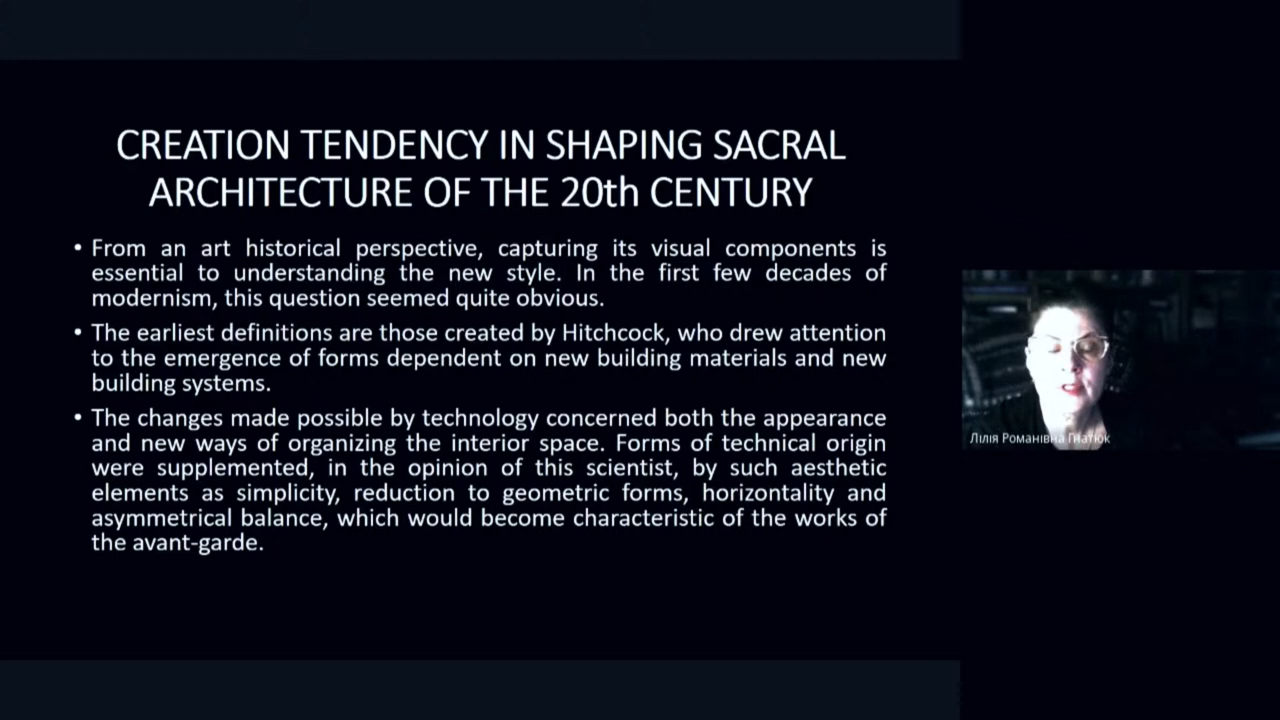 CREATION TENDENCY IN SHAPING SACRAL
ARCHITECTURE OF THE 20th CENTURY
• From an art historical perspective, capturing its visual components is
essential to understanding the new style. In the first few decades of
modernism, this question seemed quite obvious.
• The earliest definitions are those created by Hitchcock, who drew attention
to the emergence of forms dependent on new building materials and new
building systems.
• The changes made possible by technology concerned both the appearance
and new ways of organizing the interior space. Forms of technical origin
were supplemented, in the opinion of this scientist, by such aesthetic
elements as simplicity, reduction to geometric forms, horizontality and
asymmetrical balance, which would become characteristic of the works of
the avant-garde.
Лілія Романівна Гнатюк